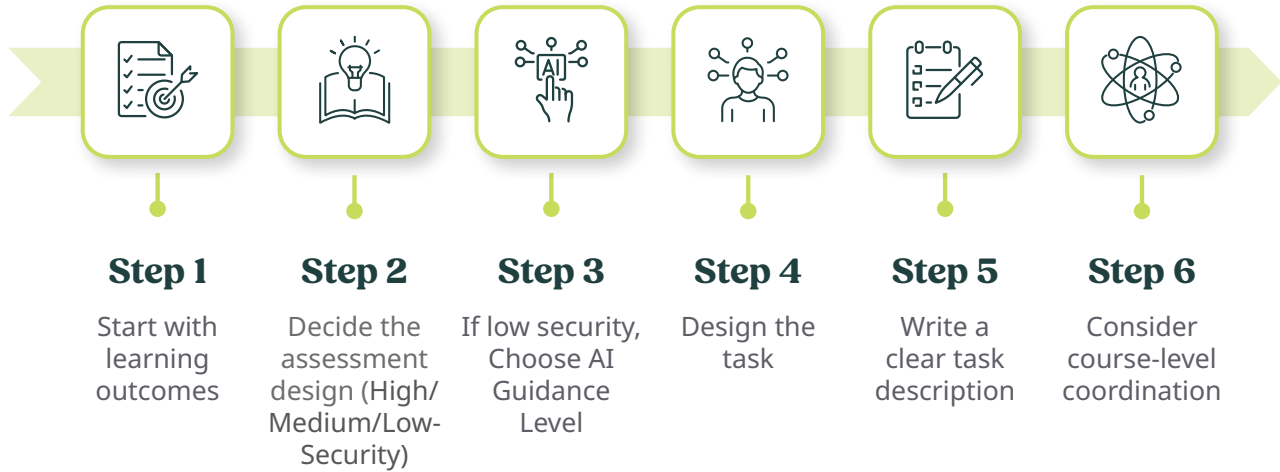 AI
Step 1
Start with
learning
outcomes
Step 2
Decide the
assessment
design (High/
Medium/Low-
Security)
Step 3
If low security,
Choose AI
Guidance
Level
Step 4
Design the
task
Step 5
Write a
clear task
description
Step 6
Consider
course-level
coordination